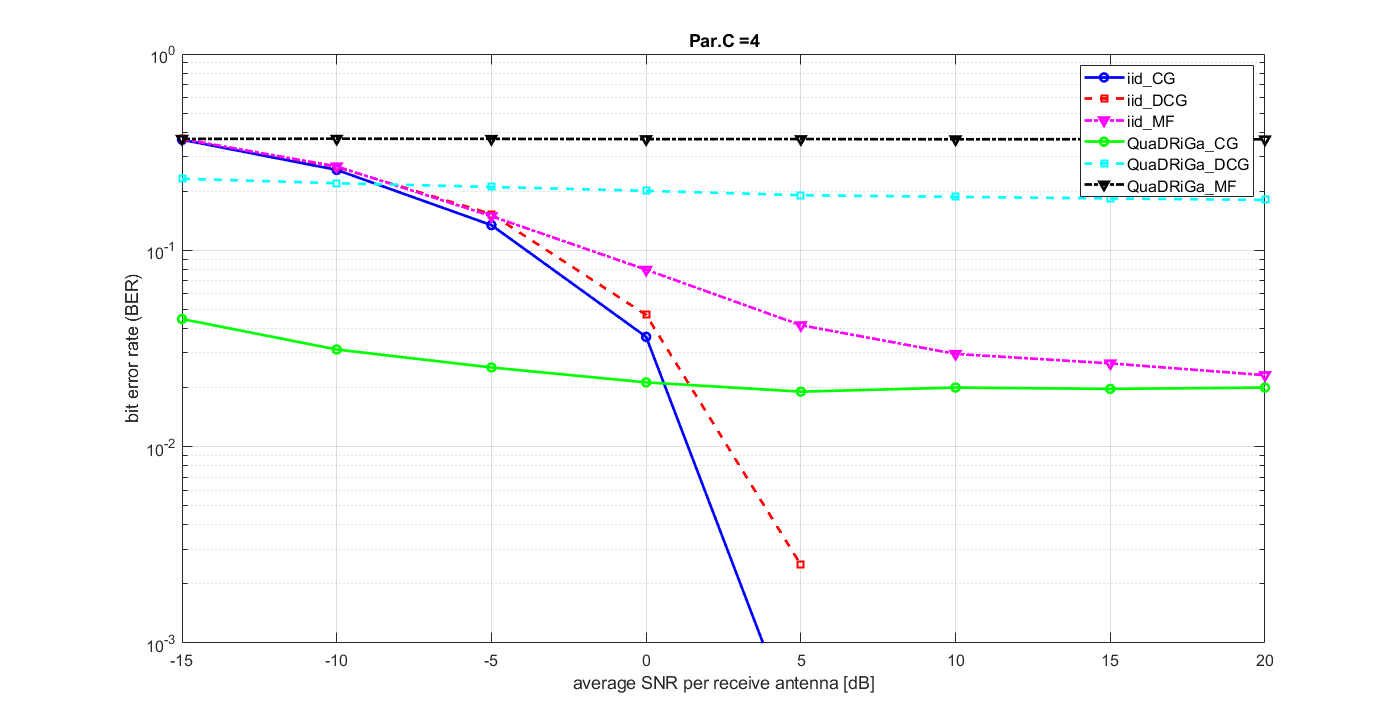 Par.C =4
10^0
10^-1
10^-2
10^-3
bit error rate (BER)
-15 -10 -5 0 5 10 15 20
average SNR per receive antenna [dB]
iid_CG
iid_DCG
iid_MF
QuaDRiGa_CG
QuaDRiGa_DCG
QuaDRiGa_MF